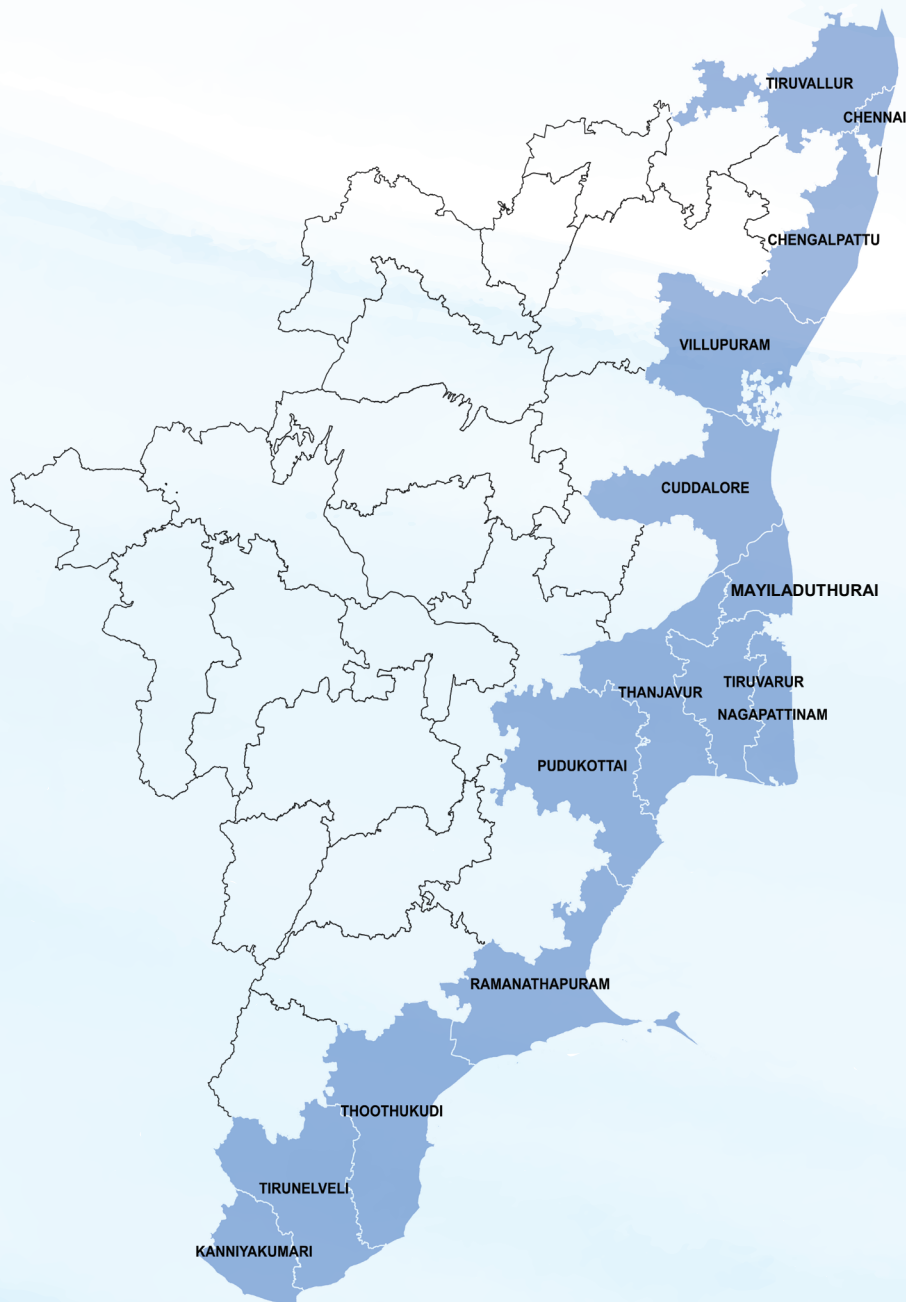 TIRUVALLUR
CHENNAI
CHENGALPATTU
VILLUPURAM
CUDDALORE
MAYILADUTHURAI
TIRUVARUR
THANJAVUR
NAGAPATTINAM
PUDUKOTTAI
RAMANATHAPURAM
THOOTHUKUDI
TIRUNELVELI
KANNIYAKUMARI